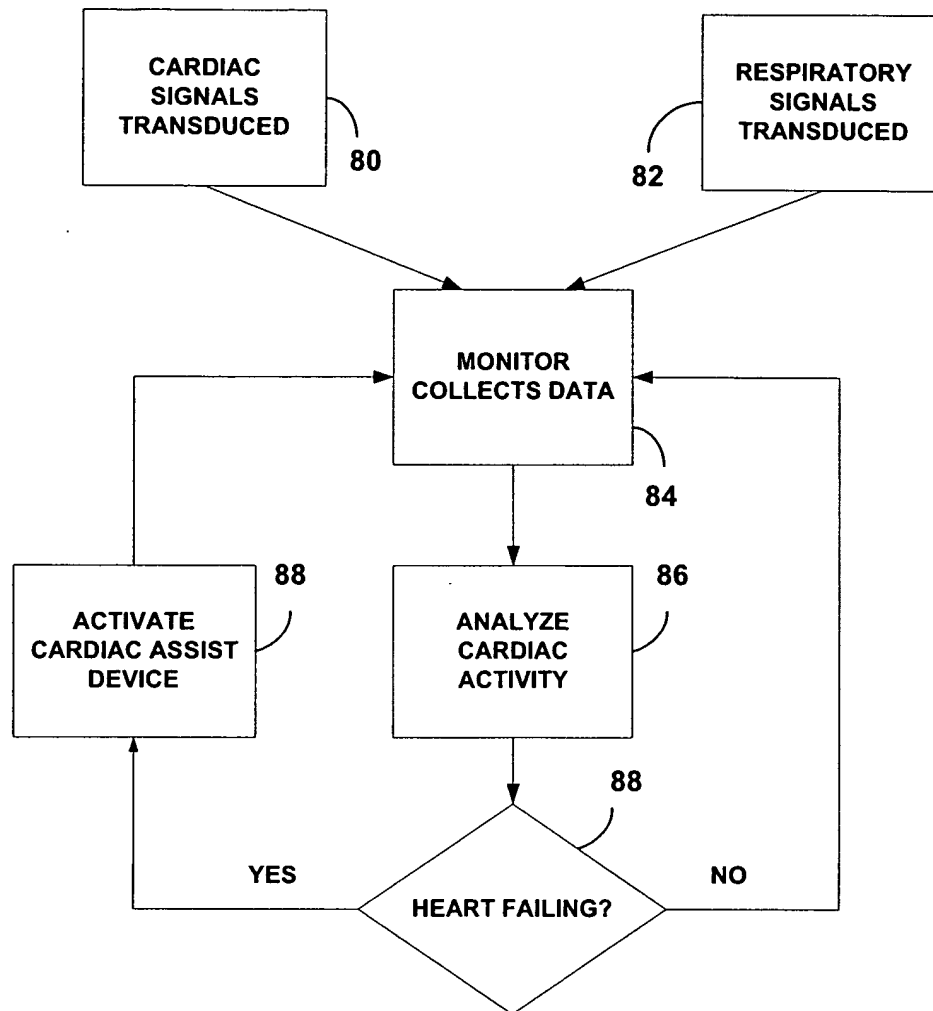 CARDIAC
SIGNALS
TRANSDUCED
80
RESPIRATORY
SIGNALS
TRANSDUCED
82
MONITOR
COLLECTS DATA
84
ACTIVATE
CARDIAC ASSIST
DEVICE
88
ANALYZE
CARDIAC
ACTIVITY
86
HEART FAILING?
88
YES
NO